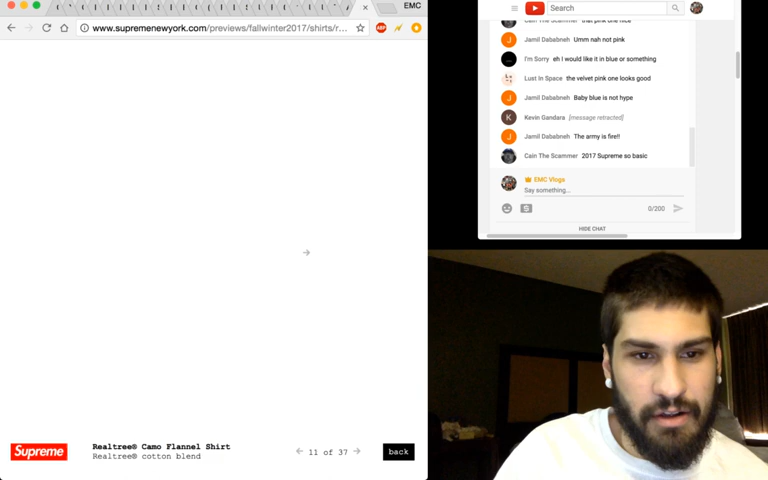 EMC
www.supremenewyork.com/previews/fallwinter2017/shirts/r...
ABP
Realtree® Camo Flannel Shirt
Realtree® cotton blend
Supreme
11 of 37
back
Search
Cain The Scammer that pink one nice
J Jamil Dababneh Umm nah not pink
I'm Sorry eh I would like it in blue or something
Lust In Space the velvet pink one looks good
J Jamil Dababneh Baby blue is not hype
K Kevin Gandara [message retracted]
J Jamil Dababneh The army is fire!!
Cain The Scammer 2017 Supreme so basic
EMC Vlogs
Say something...
0/200
HIDE CHAT